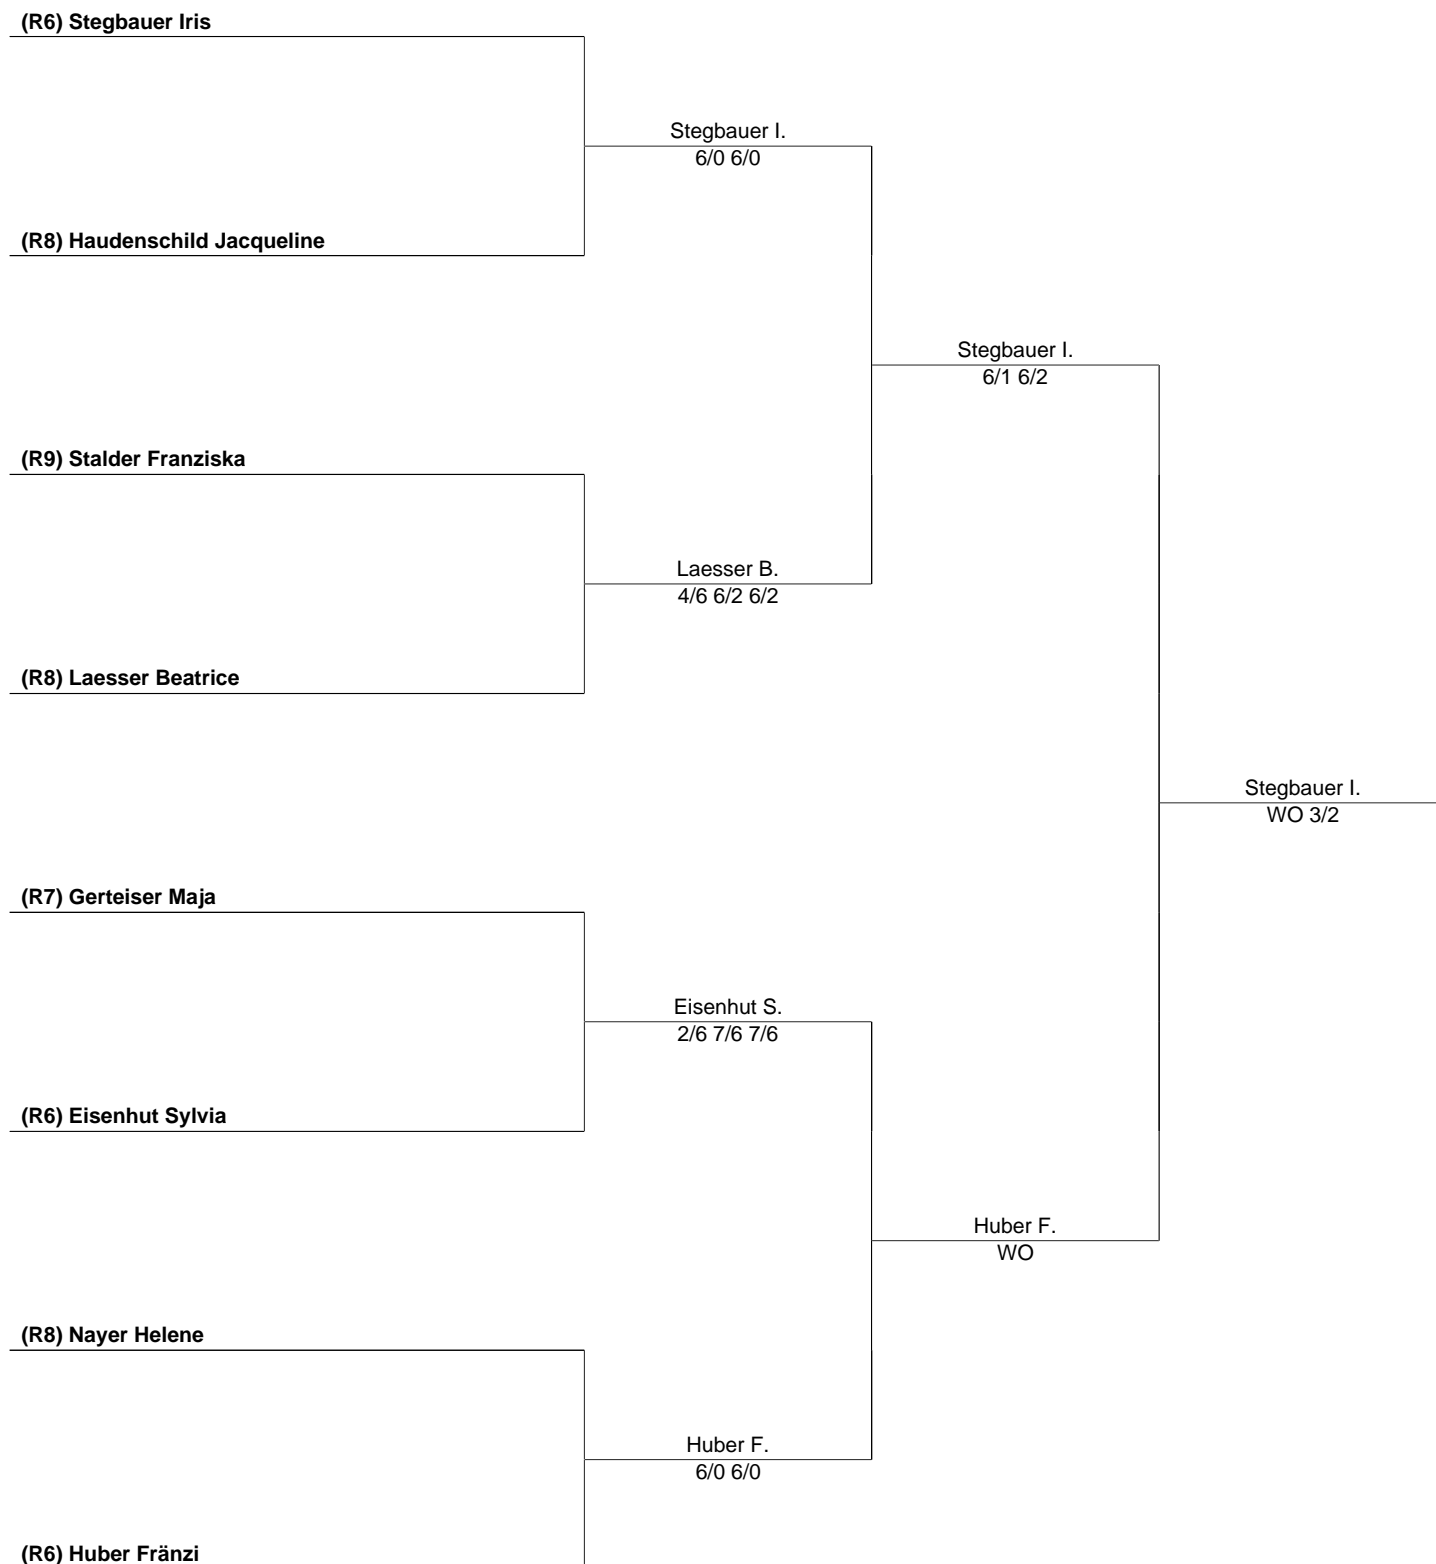 (R6) Stegbauer Iris
Stegbauer I.
6/0 6/0
(R8) Haudenschild Jacqueline
Stegbauer I.
6/1 6/2
(R9) Stalder Franziska
Laesser B.
4/6 6/2 6/2
(R8) Laesser Beatrice
Stegbauer I.
WO 3/2
(R7) Gerteiser Maja
Eisenhut S.
2/6 7/6 7/6
(R6) Eisenhut Sylvia
Huber F.
WO
(R8) Nayer Helene
Huber F.
6/0 6/0
(R6) Huber Fränzi